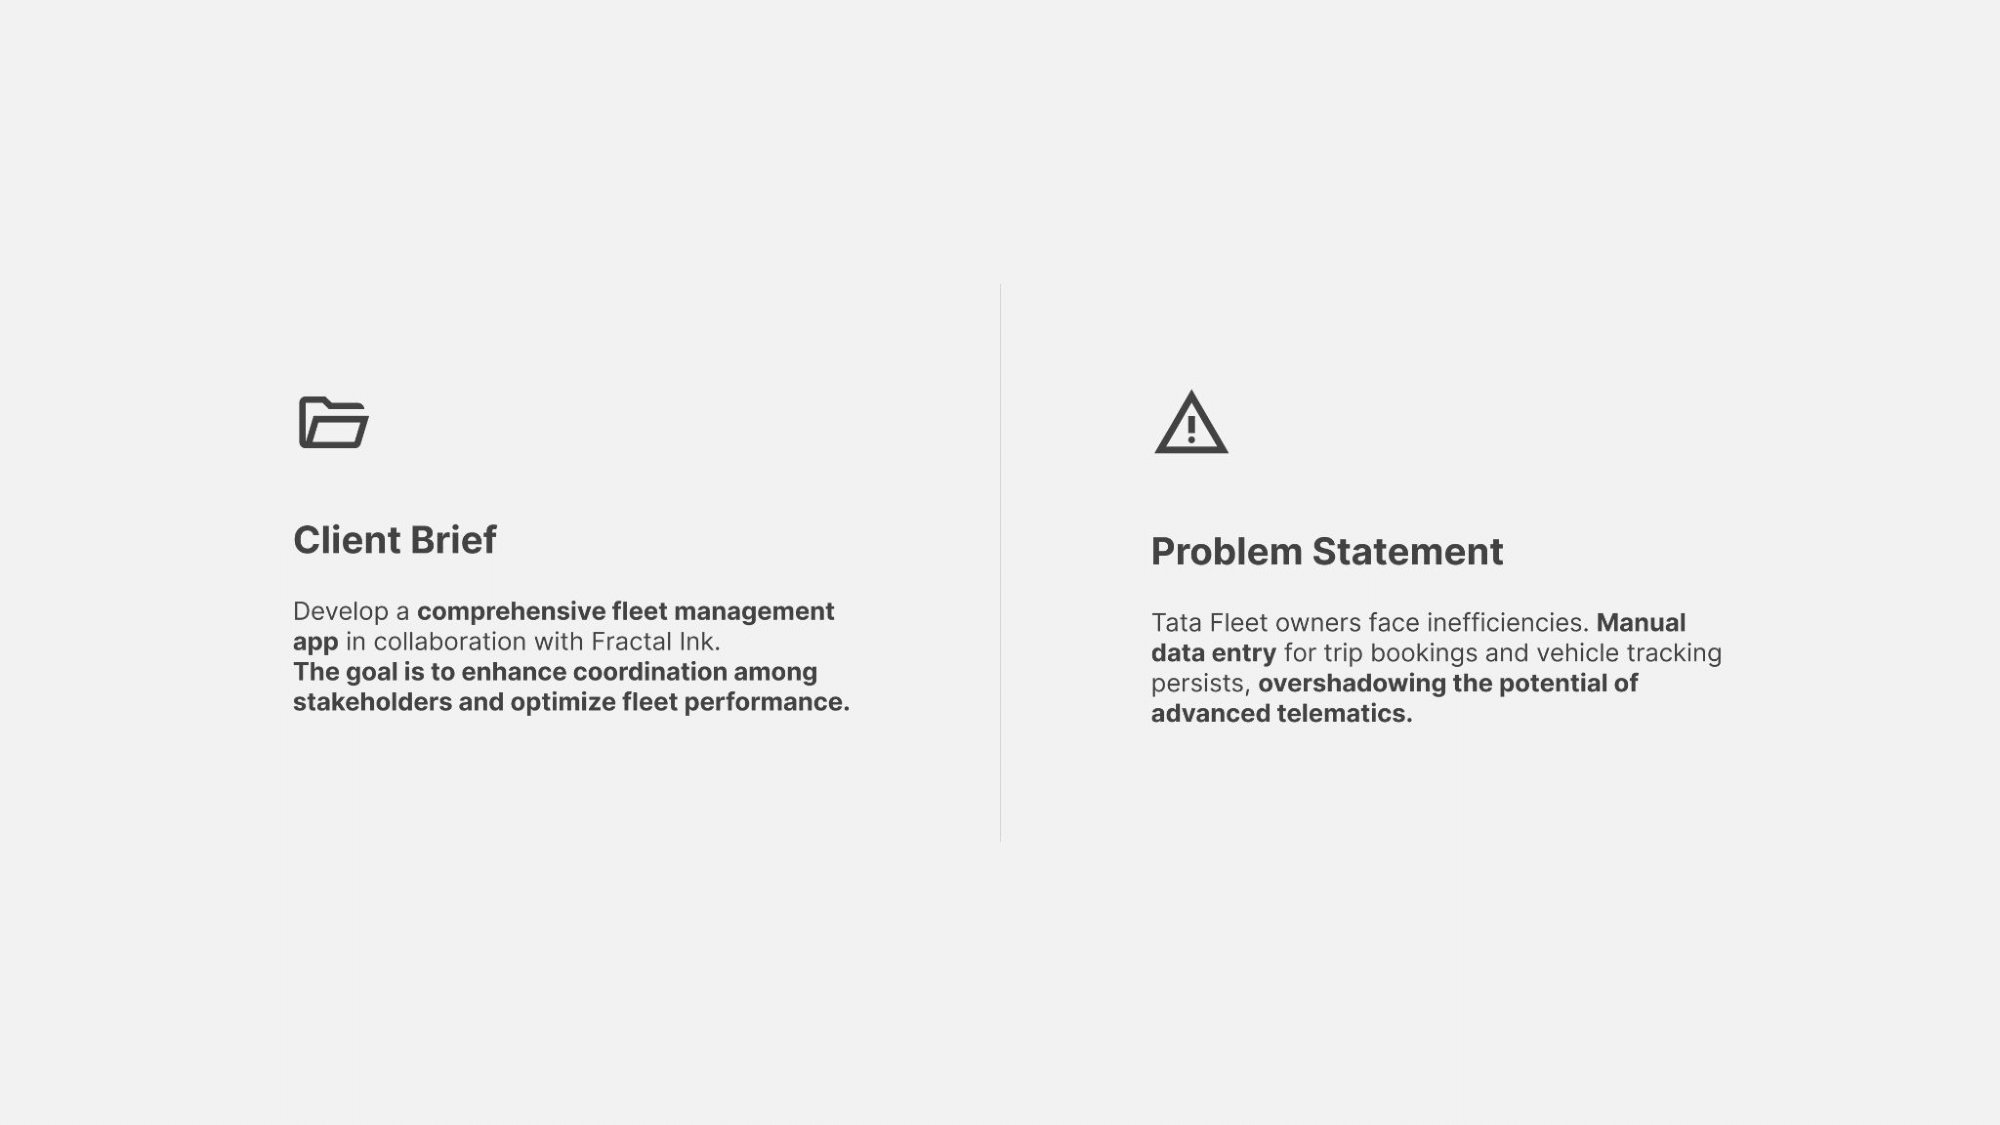 Client Brief
Develop a comprehensive fleet management
app in collaboration with Fractal Ink.
The goal is to enhance coordination among
stakeholders and optimize fleet performance.
Problem Statement
Tata Fleet owners face inefficiencies. Manual
data entry for trip bookings and vehicle tracking
persists, overshadowing the potential of
advanced telematics.